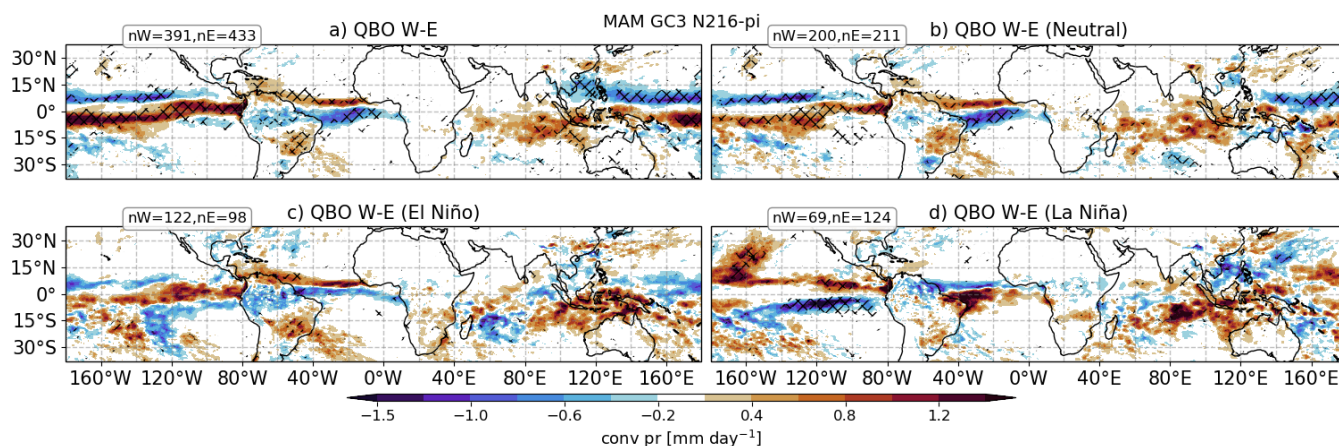 MAM GC3 N216-pi
a) QBO W-E
nW=391,nE=433
b) QBO W-E (Neutral)
nW=200,nE=211
30°N
15°N
0°
15°S
30°S
c) QBO W-E (El Niño)
nW=122,nE=98
d) QBO W-E (La Niña)
nW=69,nE=124
30°N
15°N
0°
15°S
30°S
160°W 120°W 80°W 40°W 0°W 40°E 80°E 120°E 160°E
160°W 120°W 80°W 40°W 0°W 40°E 80°E 120°E 160°E
−1.5 −1.0 −0.6 −0.2 0.4 0.8 1.2
conv pr [mm day⁻¹]